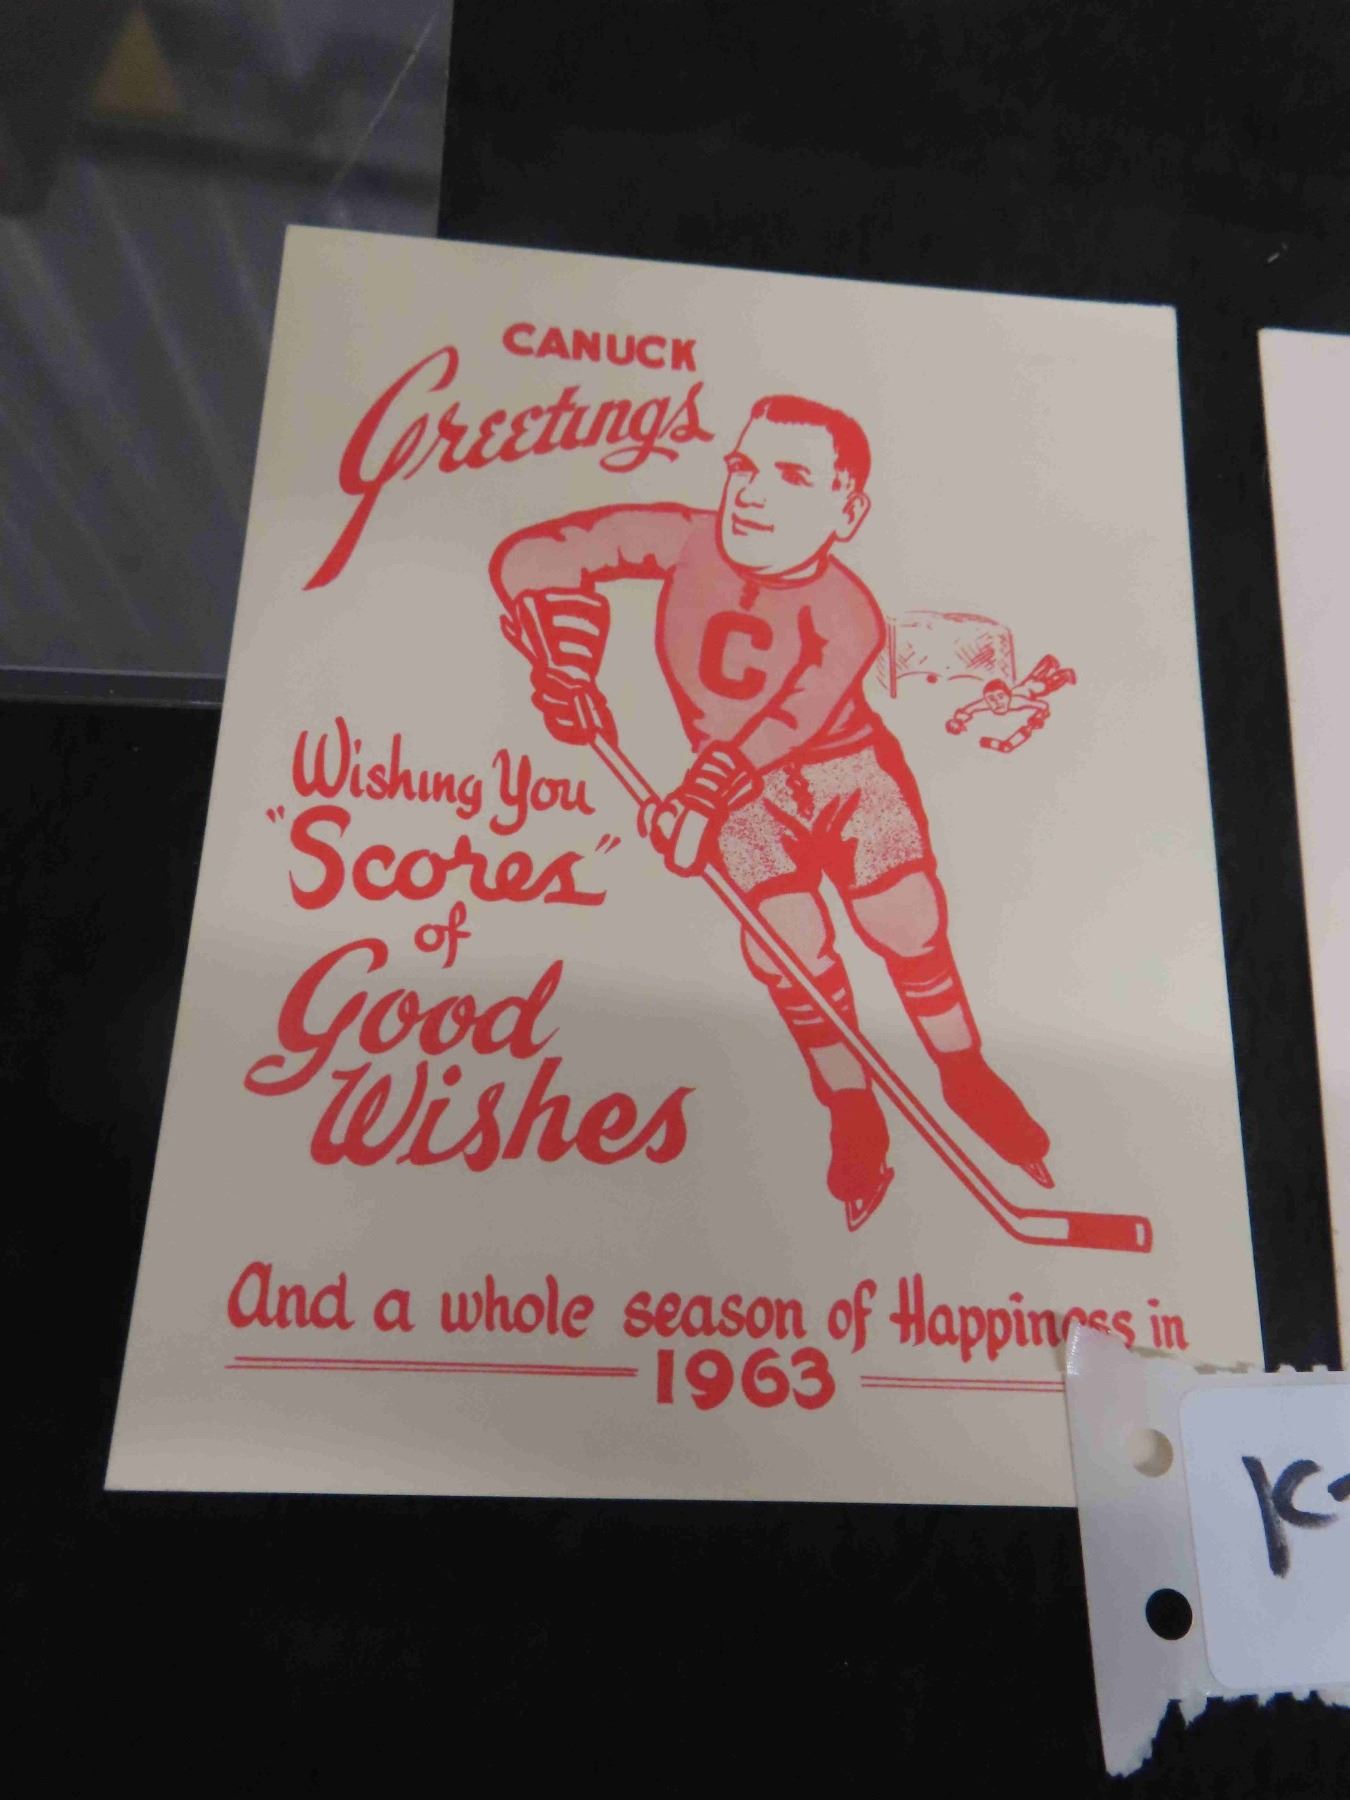 CANUCK
Greetings
C
Wishing You
"Scores"
of
Good
Wishes
And a whole season of Happiness in
1963
K-